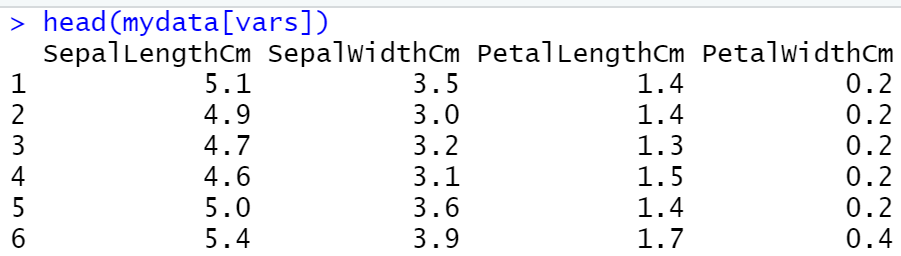 > head(mydata[vars])
  SepalLengthCm SepalWidthCm PetalLengthCm PetalWidthCm
1           5.1          3.5           1.4          0.2
2           4.9          3.0           1.4          0.2
3           4.7          3.2           1.3          0.2
4           4.6          3.1           1.5          0.2
5           5.0          3.6           1.4          0.2
6           5.4          3.9           1.7          0.4